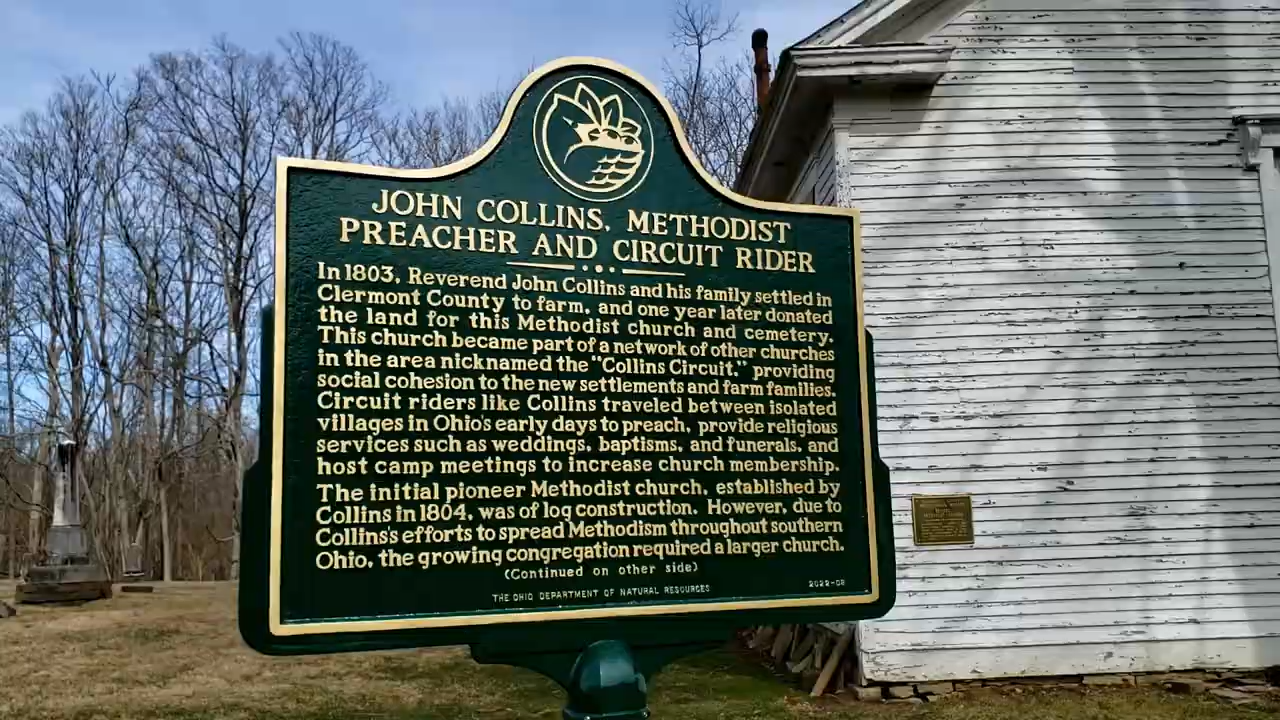 JOHN COLLINS, METHODIST
PREACHER AND CIRCUIT RIDER
In 1803, Reverend John Collins and his family settled in
Clermont County to farm, and one year later donated
the land for this Methodist church and cemetery.
This church became part of a network of other churches
in the area nicknamed the "Collins Circuit," providing
social cohesion to the new settlements and farm families.
Circuit riders like Collins traveled between isolated
villages in Ohio's early days to preach, provide religious
services such as weddings, baptisms, and funerals, and
host camp meetings to increase church membership.
The initial pioneer Methodist church, established by
Collins in 1804, was of log construction. However, due to
Collins's efforts to spread Methodism throughout southern
Ohio, the growing congregation required a larger church.
(Continued on other side)
THE OHIO DEPARTMENT OF NATURAL RESOURCES
2022-08